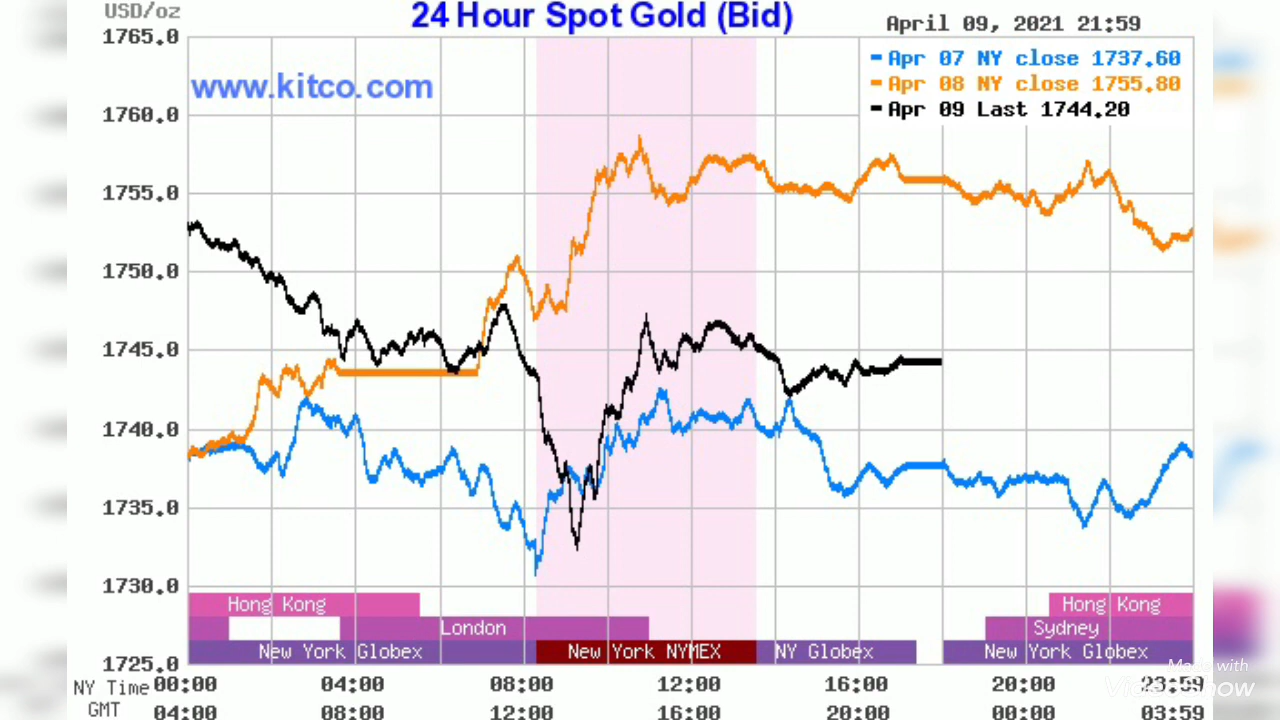 24 Hour Spot Gold (Bid)
USD/oz
April 09, 2021 21:59
www.kitco.com
Apr 07 NY close 1737.60
Apr 08 NY close 1755.80
Apr 09 Last 1744.20
1765.0
1760.0
1755.0
1750.0
1745.0
1740.0
1735.0
1730.0
1725.0
Hong Kong
Hong Kong
London
Sydney
New York Globex
New York NYMEX
NY Globex
New York Globex
NY Time 00:00 04:00 08:00 12:00 16:00 20:00 23:59
GMT 04:00 08:00 12:00 16:00 20:00 00:00 03:59
Made with
VideoShow